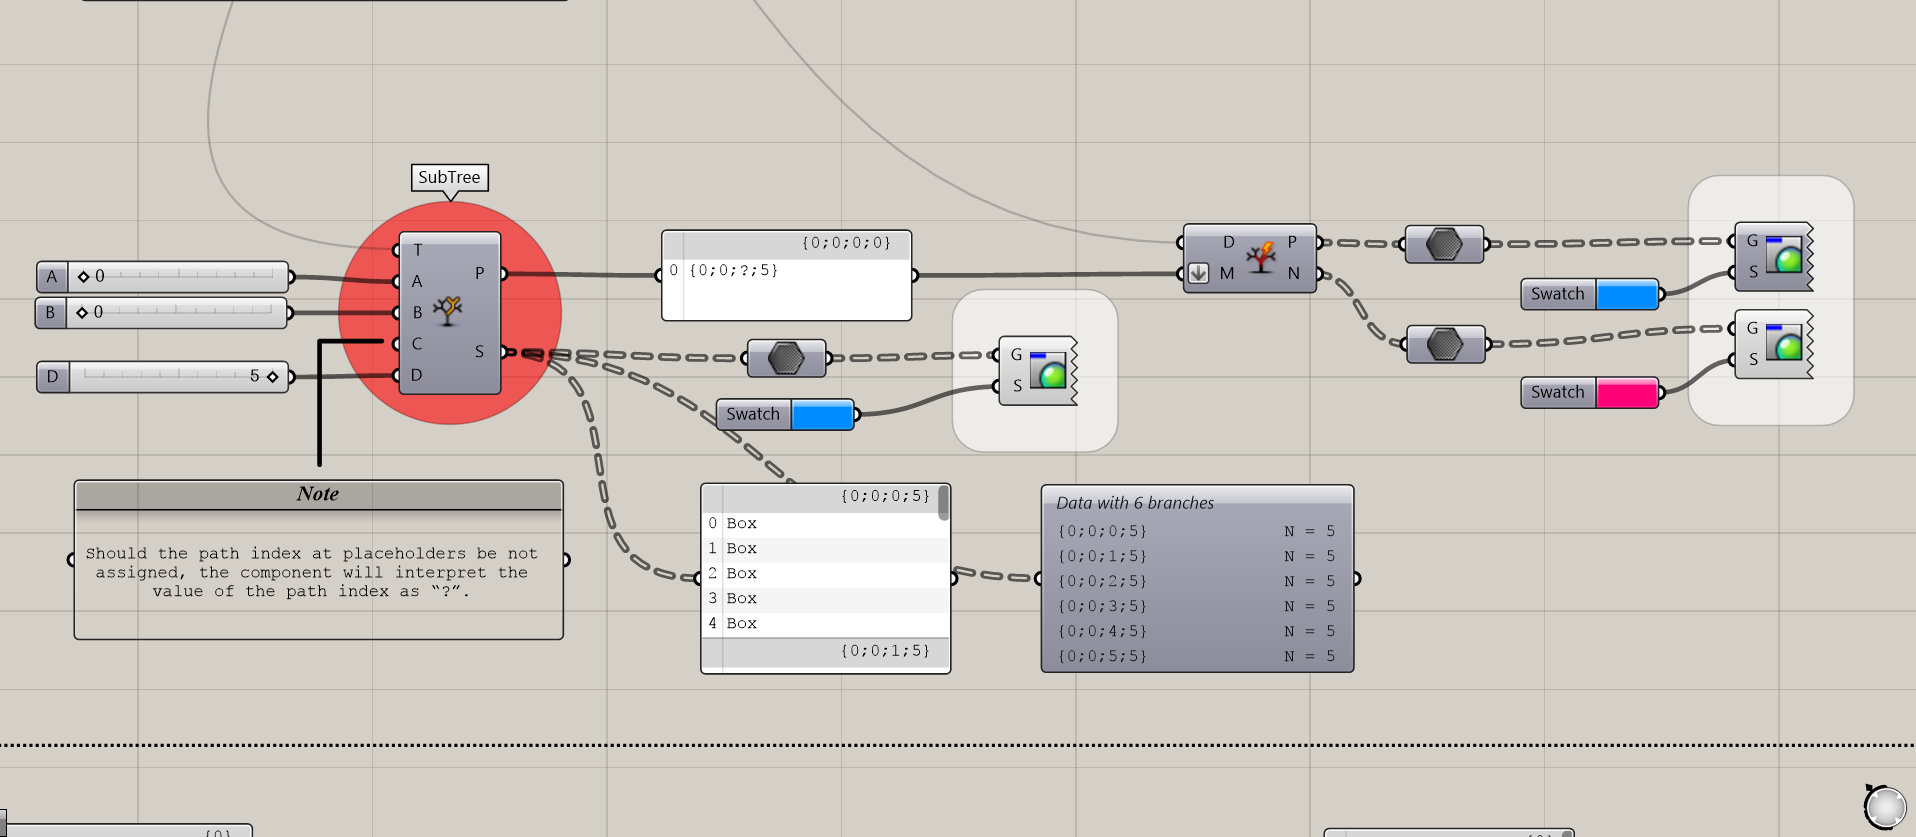 SubTree
T
A
B
C
D
P
S
A 0
B 0
D 5
{0;0;0;0}
0 {0;0;?;5}
D P
M N
G
S
Swatch
G
S
Swatch
G
S
Swatch
Note
Should the path index at placeholders be not
assigned, the component will interpret the
value of the path index as “?”.
{0;0;0;5}
0 Box
1 Box
2 Box
3 Box
4 Box
{0;0;1;5}
Data with 6 branches
{0;0;0;5} N = 5
{0;0;1;5} N = 5
{0;0;2;5} N = 5
{0;0;3;5} N = 5
{0;0;4;5} N = 5
{0;0;5;5} N = 5